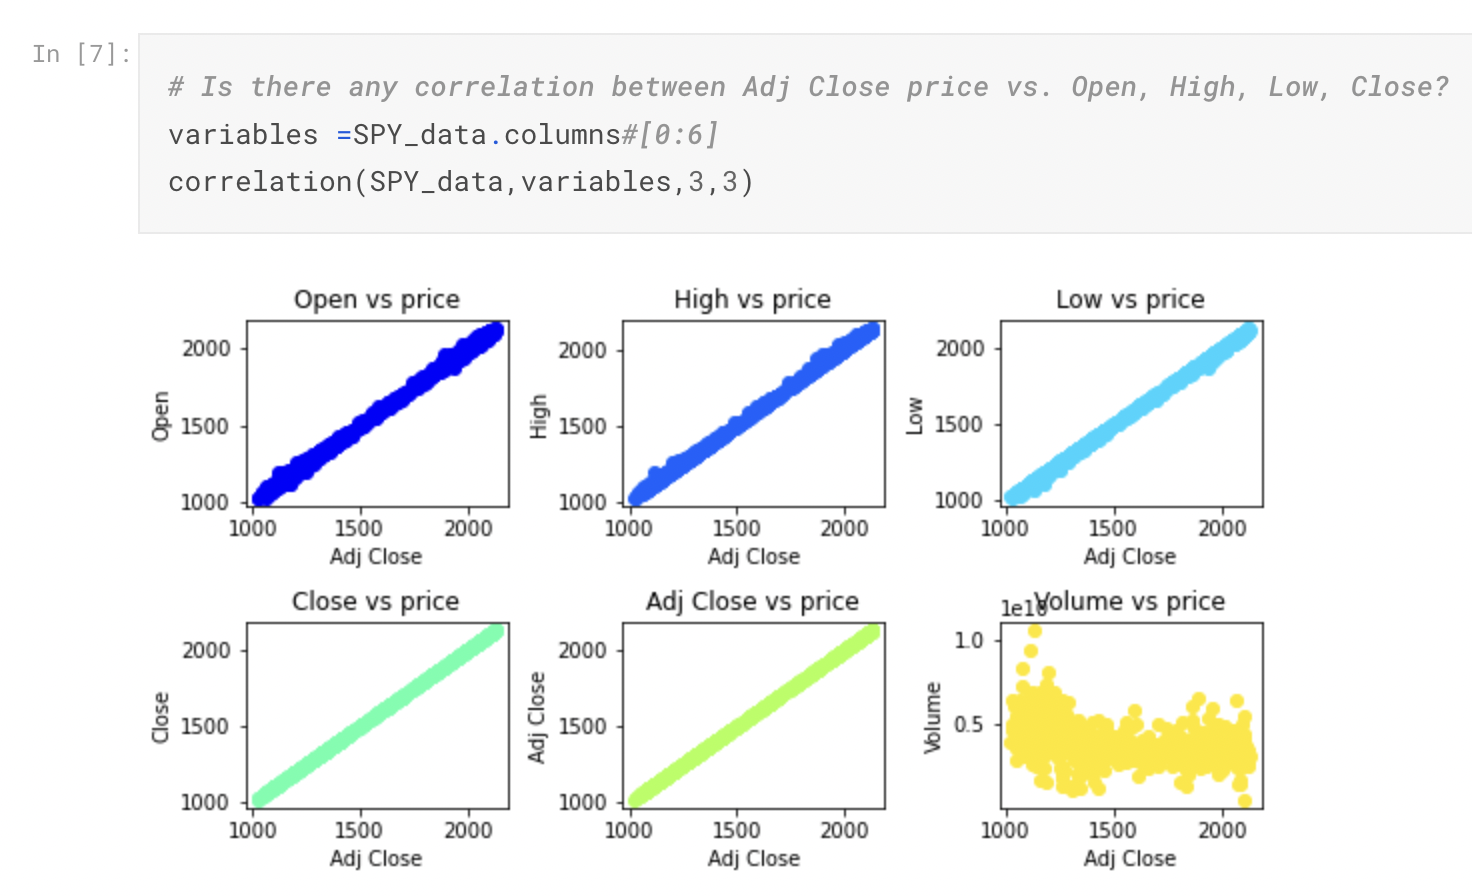 In [7]:
# Is there any correlation between Adj Close price vs. Open, High, Low, Close?
variables =SPY_data.columns#[0:6]
correlation(SPY_data,variables,3,3)
Open vs price
High vs price
Low vs price
2000
1500
1000
Open
1000 1500 2000
Adj Close
2000
1500
1000
High
1000 1500 2000
Adj Close
2000
1500
1000
Low
1000 1500 2000
Adj Close
Close vs price
Adj Close vs price
1e10
Volume vs price
2000
1500
1000
Close
1000 1500 2000
Adj Close
2000
1500
1000
Adj Close
1000 1500 2000
Adj Close
1.0
0.5
Volume
1000 1500 2000
Adj Close